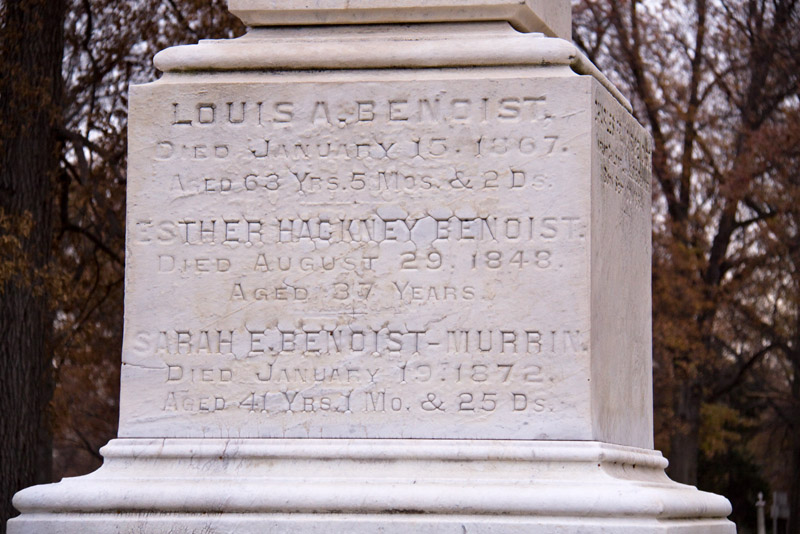 LOUIS A. BENOIST.
DIED JANUARY 15. 1867.
AGED 63 YRS. 5 MOS. & 2 DS.
ESTHER HACKNEY BENOIST.
DIED AUGUST 29. 1848.
AGED 37 YEARS.
SARAH E. BENOIST-MURRIN.
DIED JANUARY 19. 1872.
AGED 41 YRS. 1 MO. & 25 DS.